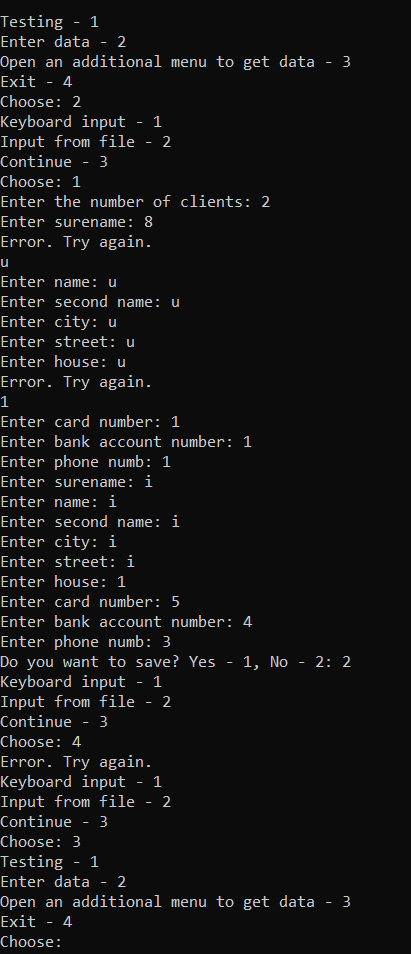 Testing - 1
Enter data - 2
Open an additional menu to get data - 3
Exit - 4
Choose: 2
Keyboard input - 1
Input from file - 2
Continue - 3
Choose: 1
Enter the number of clients: 2
Enter surename: 8
Error. Try again.
u
Enter name: u
Enter second name: u
Enter city: u
Enter street: u
Enter house: u
Error. Try again.
1
Enter card number: 1
Enter bank account number: 1
Enter phone numb: 1
Enter surename: i
Enter name: i
Enter second name: i
Enter city: i
Enter street: i
Enter house: 1
Enter card number: 5
Enter bank account number: 4
Enter phone numb: 3
Do you want to save? Yes - 1, No - 2: 2
Keyboard input - 1
Input from file - 2
Continue - 3
Choose: 4
Error. Try again.
Keyboard input - 1
Input from file - 2
Continue - 3
Choose: 3
Testing - 1
Enter data - 2
Open an additional menu to get data - 3
Exit - 4
Choose: